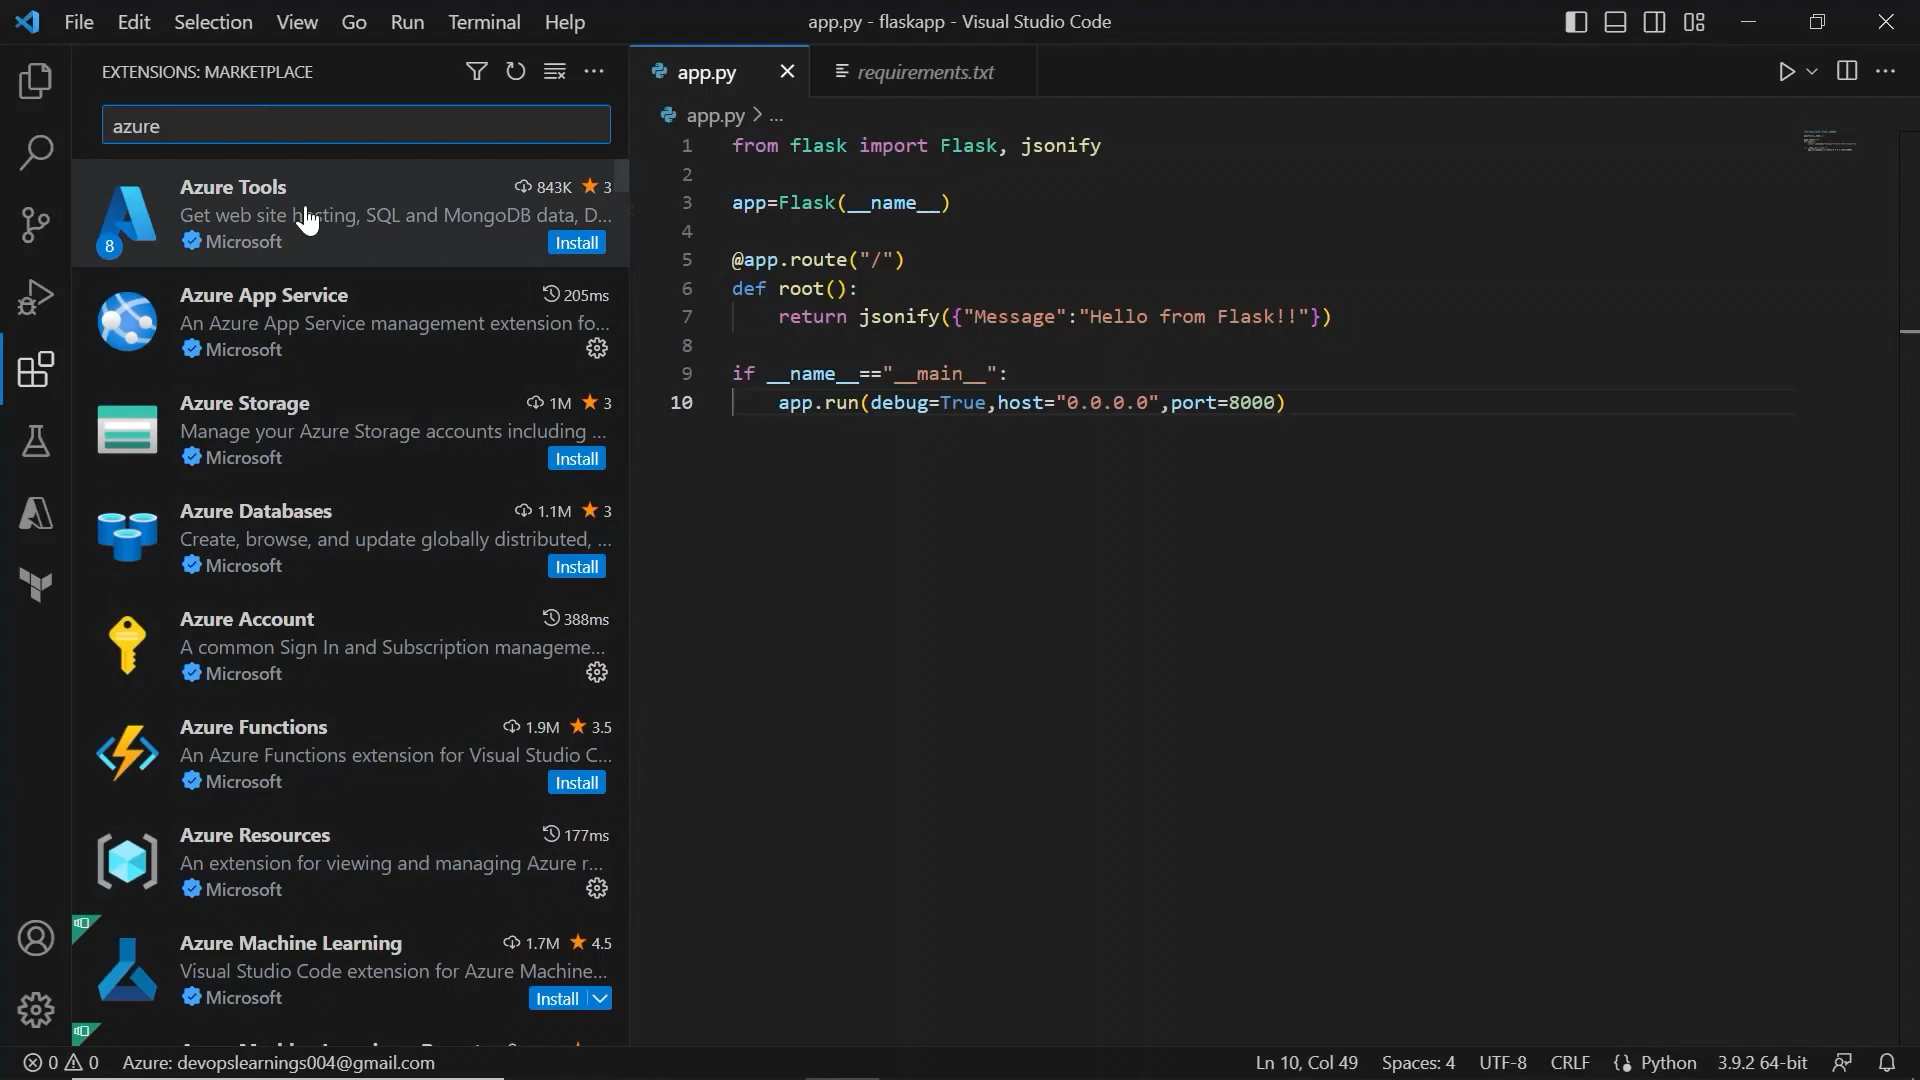 File Edit Selection View Go Run Terminal Help
app.py - flaskapp - Visual Studio Code
EXTENSIONS: MARKETPLACE
azure
Azure Tools 843K 3
Get web site hosting, SQL and MongoDB data, D...
8
Microsoft Install
Azure App Service 205ms
An Azure App Service management extension fo...
Microsoft
Azure Storage 1M 3
Manage your Azure Storage accounts including ...
Microsoft Install
Azure Databases 1.1M 3
Create, browse, and update globally distributed, ...
Microsoft Install
Azure Account 388ms
A common Sign In and Subscription manageme...
Microsoft
Azure Functions 1.9M 3.5
An Azure Functions extension for Visual Studio C...
Microsoft Install
Azure Resources 177ms
An extension for viewing and managing Azure r...
Microsoft
Azure Machine Learning 1.7M 4.5
Visual Studio Code extension for Azure Machine...
Microsoft Install
app.py requirements.txt
app.py > ...
1 from flask import Flask, jsonify
2
3 app=Flask(__name__)
4
5 @app.route("/")
6 def root():
7 return jsonify({"Message":"Hello from Flask!!"})
8
9 if __name__=="__main__":
10 app.run(debug=True,host="0.0.0.0",port=8000)
0 0 Azure: devopslearnings004@gmail.com
Ln 10, Col 49 Spaces: 4 UTF-8 CRLF Python 3.9.2 64-bit